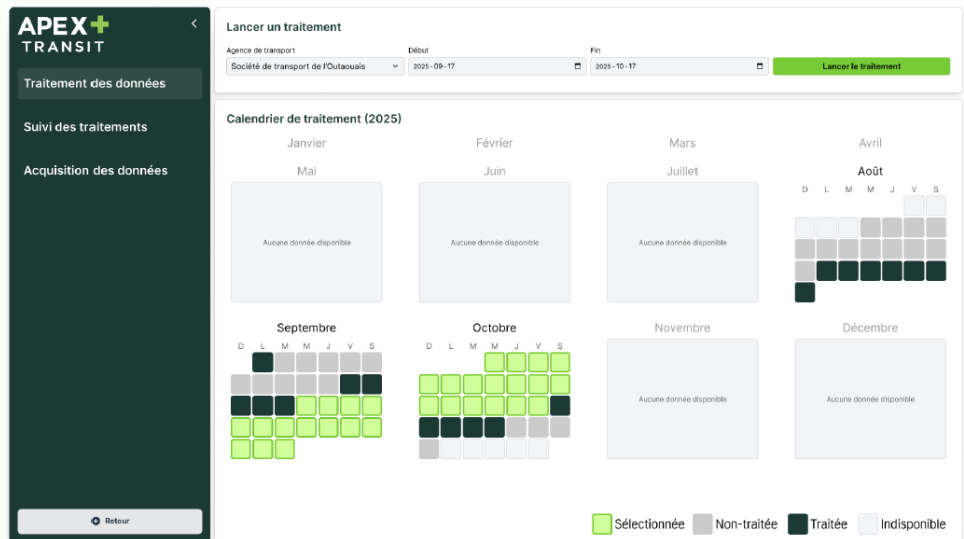 APEX+
TRANSIT
Traitement des données
Suivi des traitements
Acquisition des données
Retour
Lancer un traitement
Agence de transport
Début
Fin
Société de transport de l'Outaouais
2025-09-17
2025-10-17
Lancer le traitement
Calendrier de traitement (2025)
Janvier Février Mars Avril
Mai Juin Juillet Août
D L M M J V S
Aucune donnée disponible Aucune donnée disponible Aucune donnée disponible
Septembre Octobre Novembre Décembre
D L M M J V S D L M M J V S
Aucune donnée disponible Aucune donnée disponible
Sélectionnée Non-traitée Traitée Indisponible